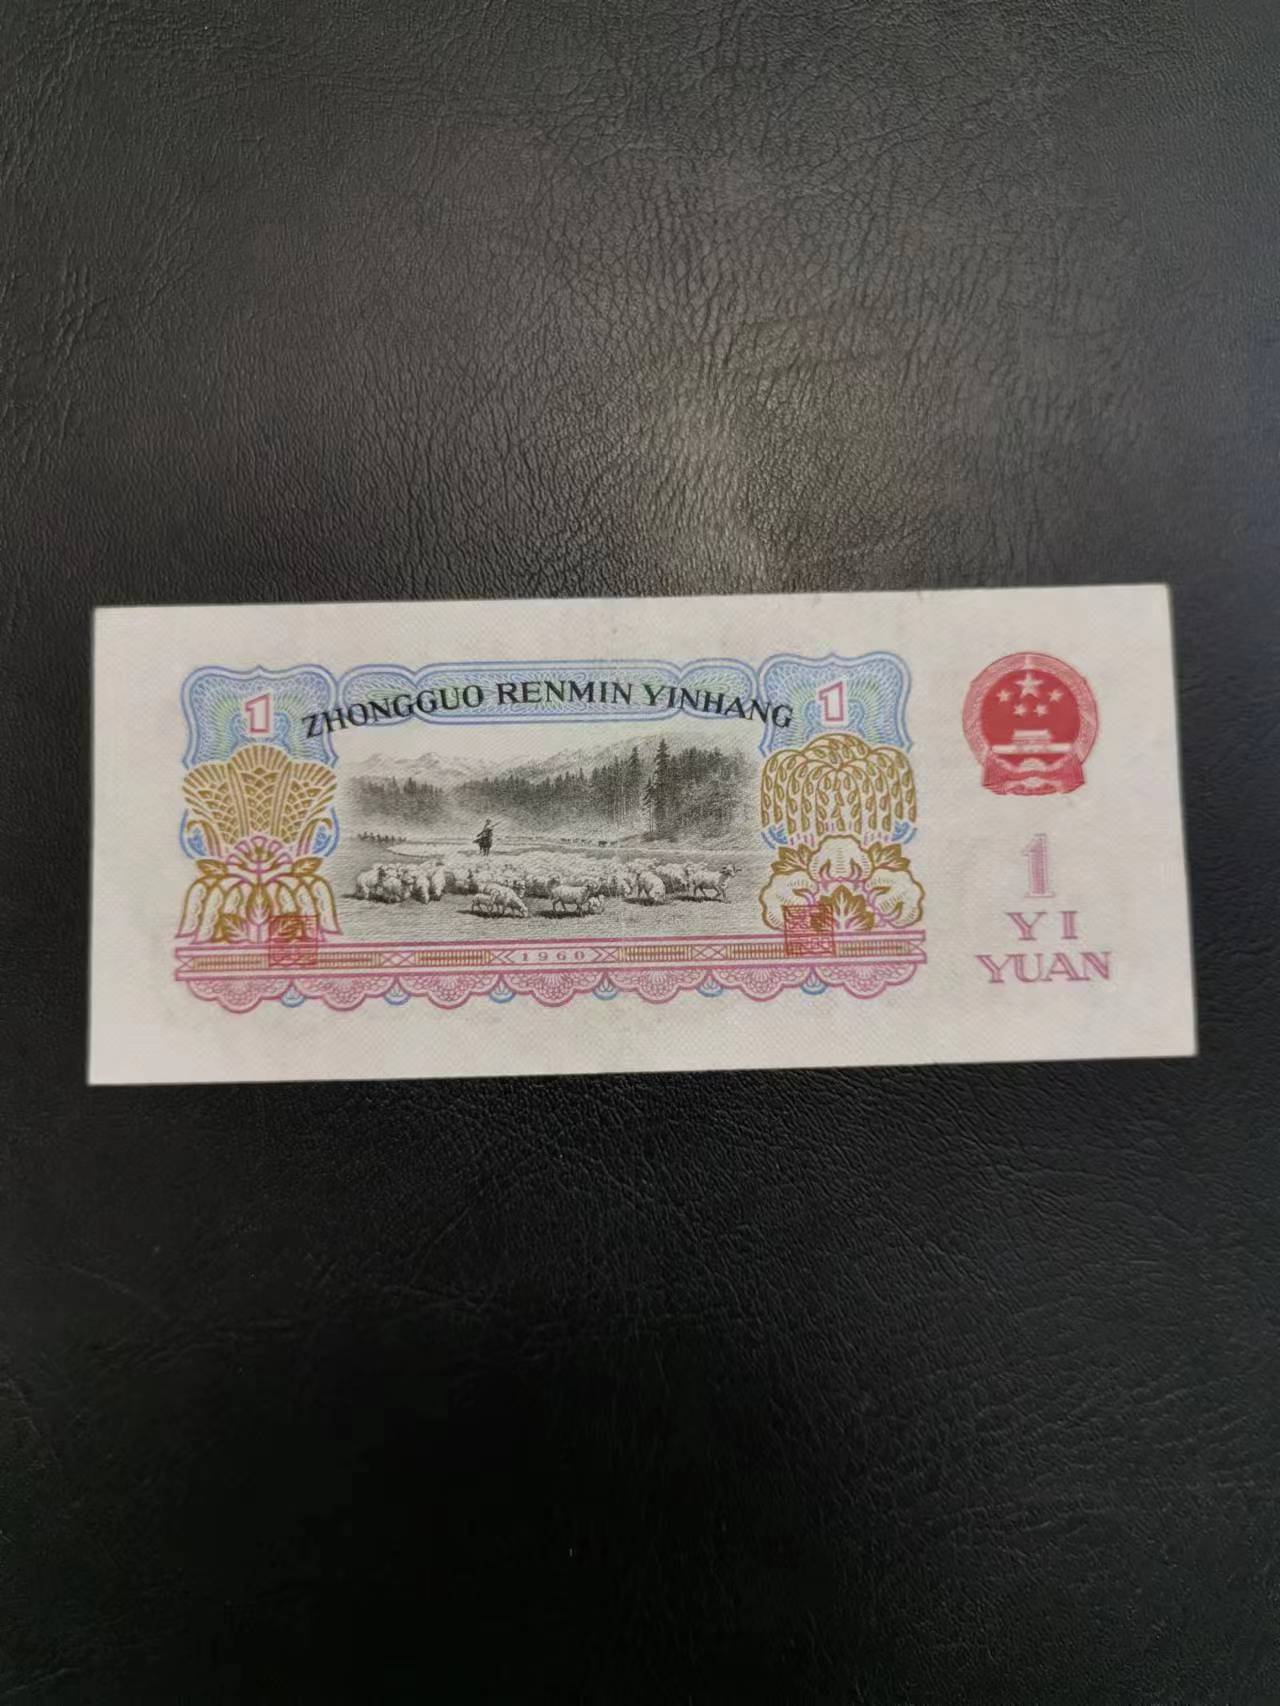 ZHONGGUO RENMIN YINHANG
1
1
1
YI
YUAN
1960